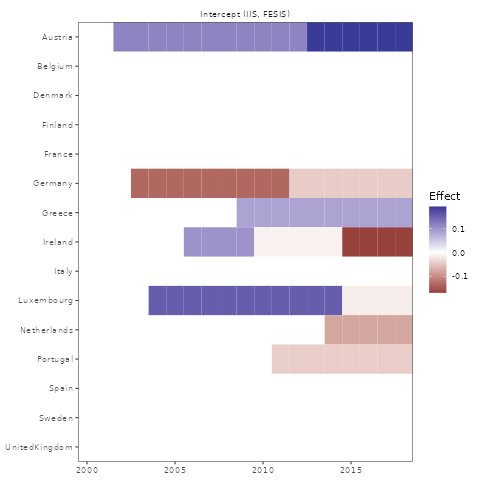 Intercept (IIS, FESIS)
Austria
Belgium
Denmark
Finland
France
Germany
Greece
Ireland
Italy
Luxembourg
Netherlands
Portugal
Spain
Sweden
UnitedKingdom
2000 2005 2010 2015
Effect
0.1
0.0
-0.1